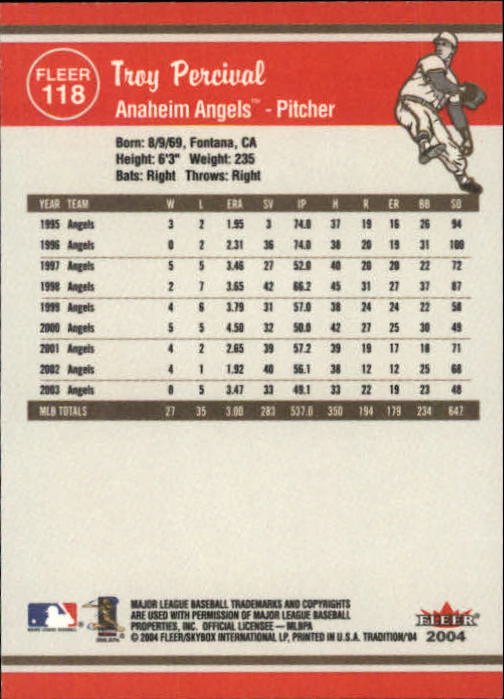 FLEER
118
Troy Percival
Anaheim Angels™ - Pitcher
Born: 8/9/69, Fontana, CA
Height: 6'3" Weight: 235
Bats: Right Throws: Right
YEAR TEAM W L ERA SV IP H R ER BB SO
1995 Angels 3 2 1.95 3 74.0 37 19 16 26 94
1996 Angels 0 2 2.31 36 74.0 38 20 19 31 100
1997 Angels 5 5 3.46 27 52.0 40 20 20 22 72
1998 Angels 2 7 3.65 42 66.2 45 31 27 37 87
1999 Angels 4 6 3.79 31 57.0 38 24 24 22 58
2000 Angels 5 5 4.50 32 50.0 42 27 25 30 49
2001 Angels 4 2 2.65 39 57.2 39 19 17 18 71
2002 Angels 4 1 1.92 40 56.1 38 12 12 25 68
2003 Angels 0 5 3.47 33 49.1 33 22 19 23 48
MLB TOTALS 27 35 3.00 283 537.0 350 194 179 234 647
MAJOR LEAGUE BASEBALL TRADEMARKS AND COPYRIGHTS
ARE USED WITH PERMISSION OF MAJOR LEAGUE BASEBALL
PROPERTIES, INC. OFFICIAL LICENSEE — MLBPA
© 2004 FLEER/SKYBOX INTERNATIONAL LP, PRINTED IN U.S.A. TRADITION/'04
FLEER
2004